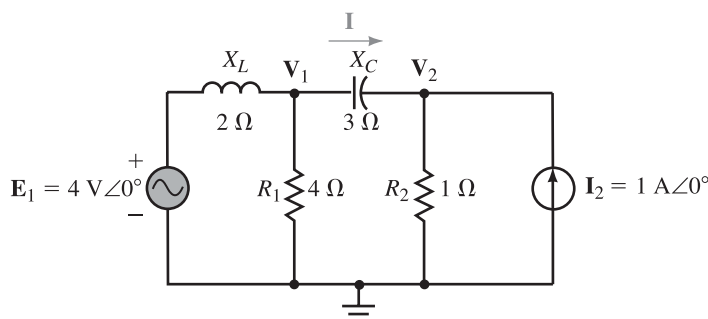 I
X_L V_1 X_C V_2
2 Ω 3 Ω
+
E_1 = 4 V∠0° R_1 4 Ω R_2 1 Ω I_2 = 1 A∠0°
−